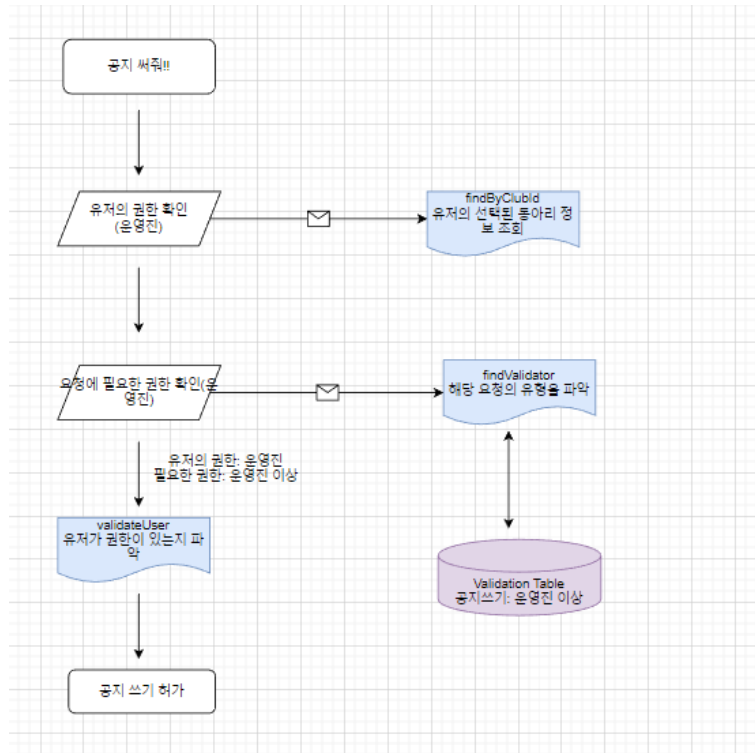 공지 써줘!!
유저의 권한 확인
(운영진)
findByClubId
유저의 선택된 동아리 정
보 조회
요청에 필요한 권한 확인(운
영진)
findValidator
해당 요청의 유형을 파악
유저의 권한: 운영진
필요한 권한: 운영진 이상
validateUser
유저가 권한이 있는지 파
악
Validation Table
공지쓰기: 운영진 이상
공지 쓰기 허가